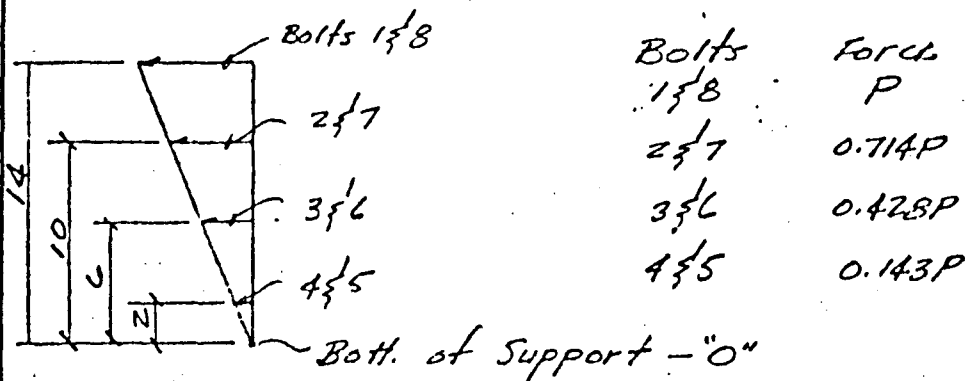 Bolts 1&8
2&7
3&6
4&5
Bott. of Support - "O"
14
10
6
2
Bolts Force
1&8 P
2&7 0.714P
3&6 0.428P
4&5 0.143P